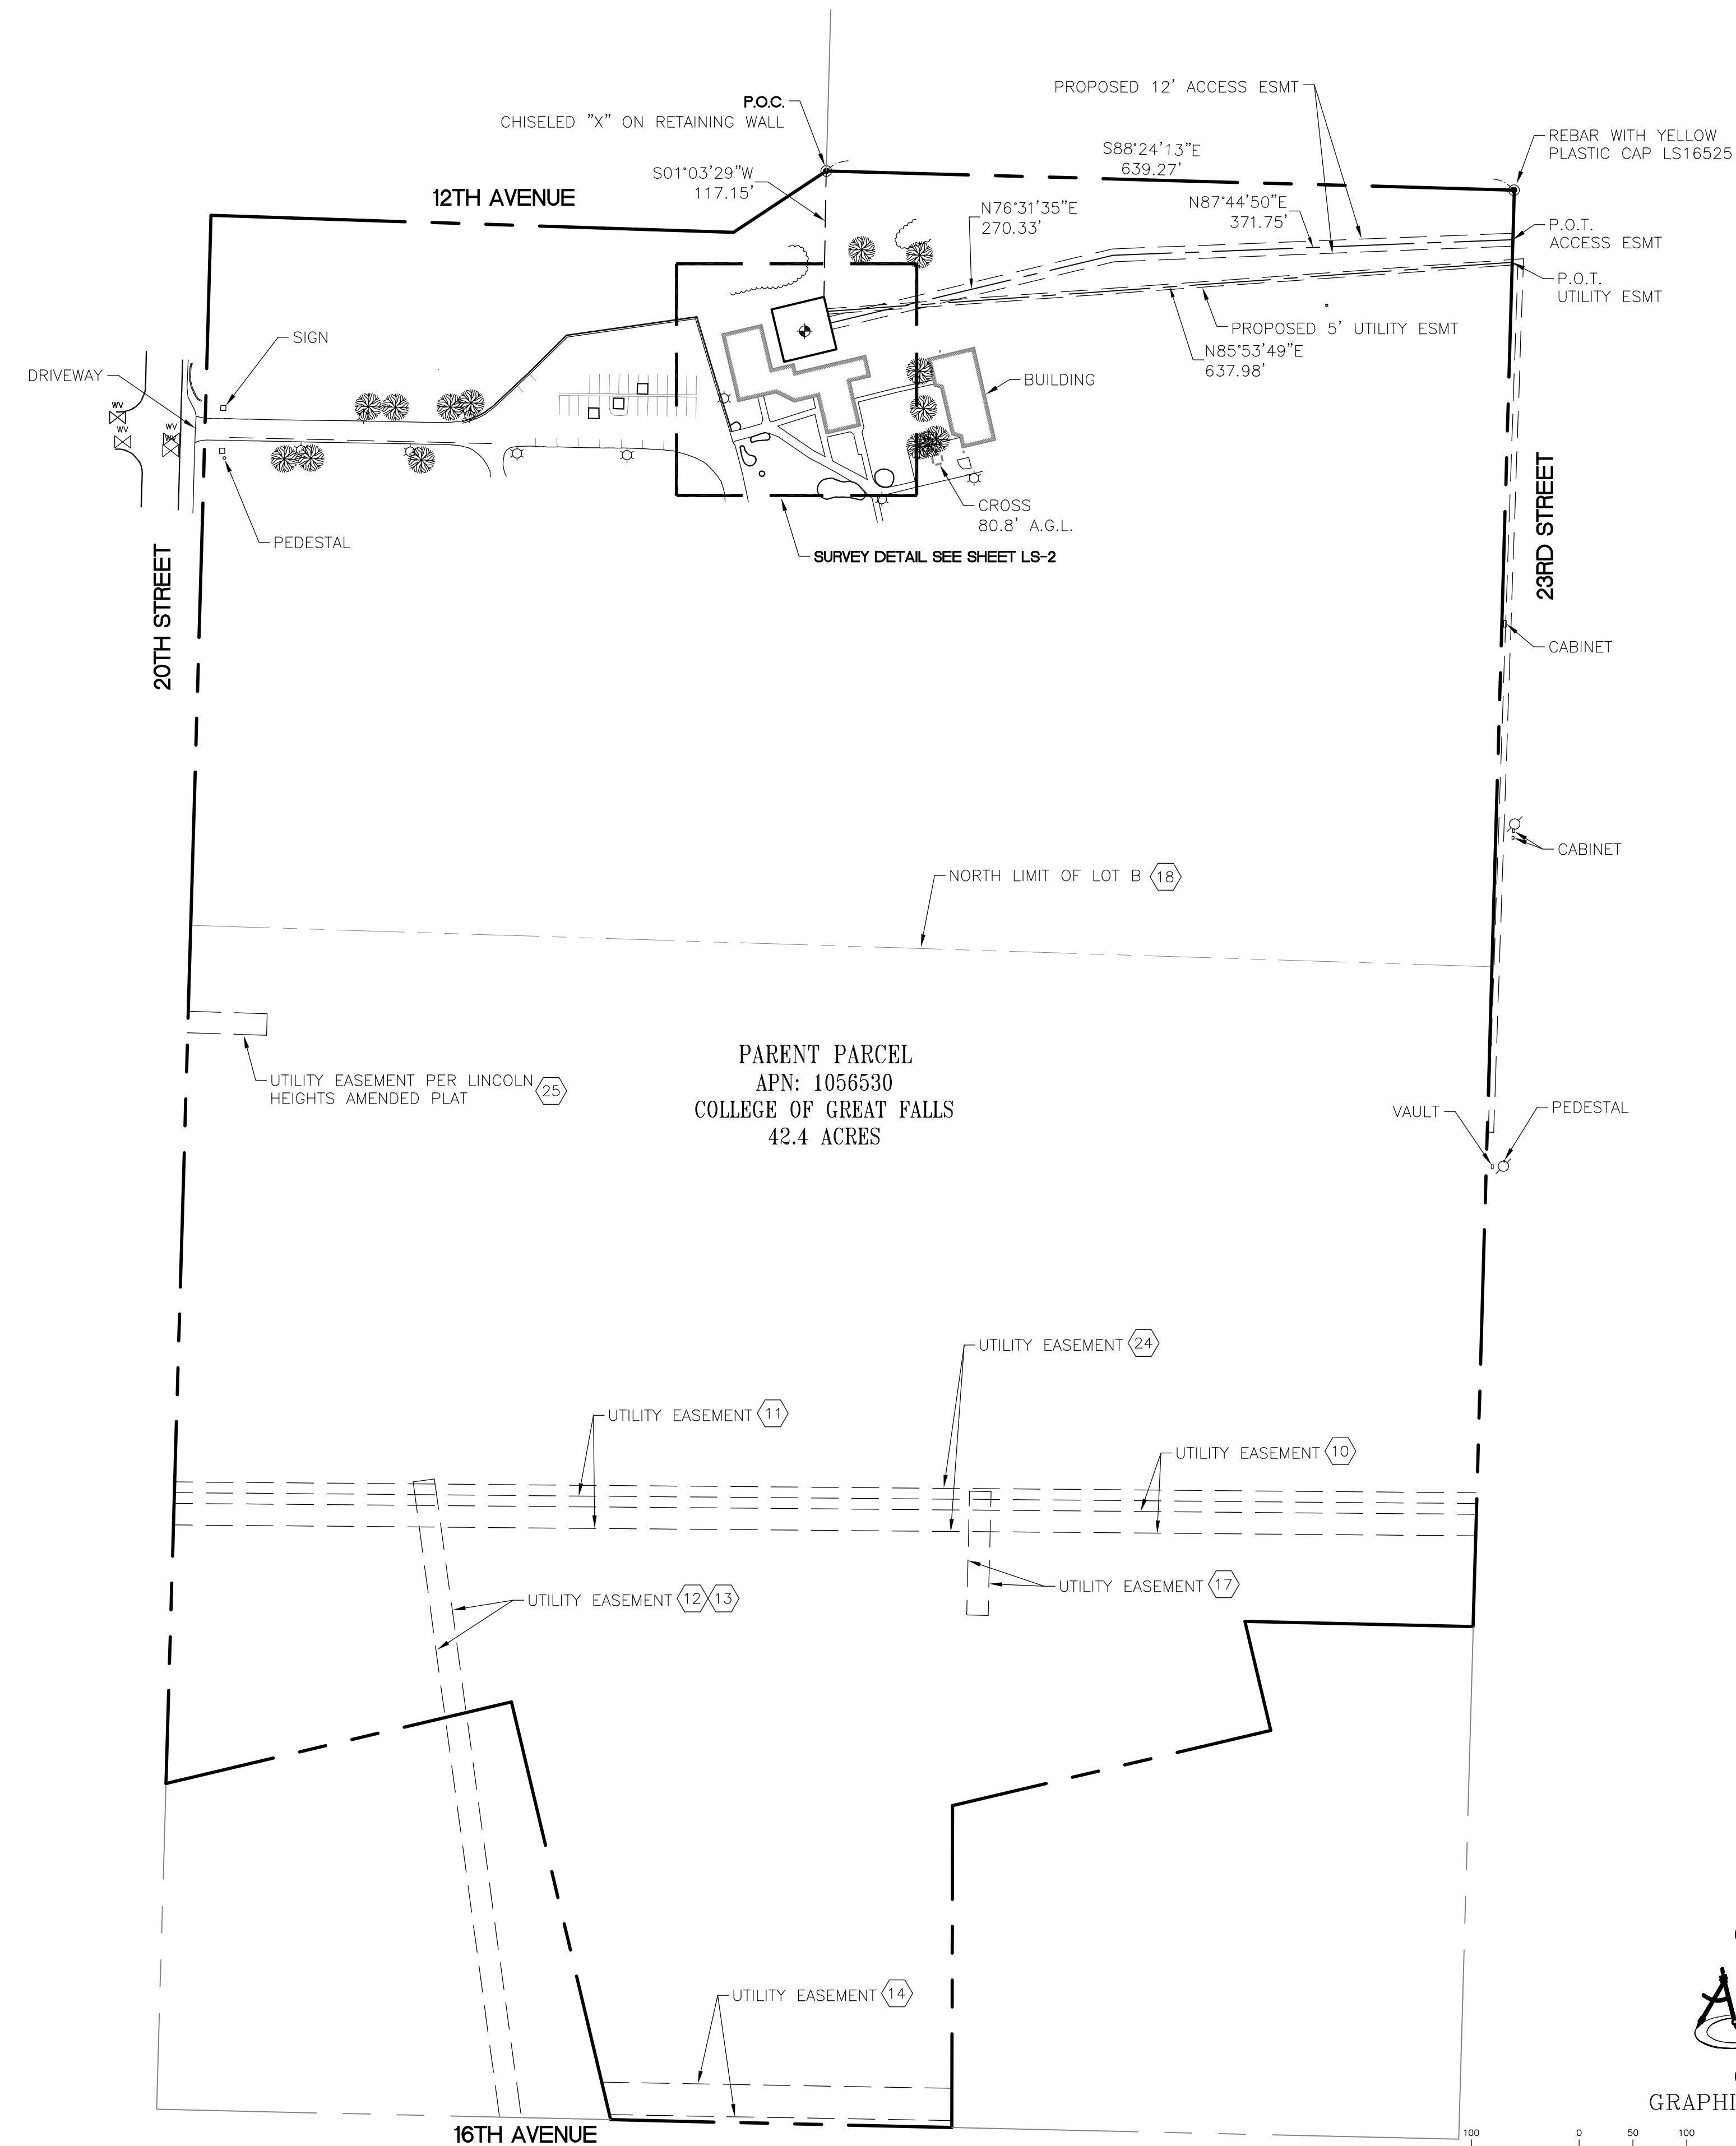 P.O.C.
CHISELED "X" ON RETAINING WALL
PROPOSED 12' ACCESS ESMT
REBAR WITH YELLOW
PLASTIC CAP LS16525
S88°24'13"E
639.27'
S01°03'29"W
117.15'
12TH AVENUE
N76°31'35"E
270.33'
N87°44'50"E
371.75'
P.O.T.
ACCESS ESMT
P.O.T.
UTILITY ESMT
PROPOSED 5' UTILITY ESMT
N85°53'49"E
637.98'
SIGN
DRIVEWAY
WV
WV
WV
BUILDING
CROSS
80.8' A.G.L.
PEDESTAL
SURVEY DETAIL SEE SHEET LS-2
20TH STREET
23RD STREET
CABINET
CABINET
NORTH LIMIT OF LOT B 18
PARENT PARCEL
APN: 1056530
COLLEGE OF GREAT FALLS
42.4 ACRES
UTILITY EASEMENT PER LINCOLN
HEIGHTS AMENDED PLAT 25
VAULT
PEDESTAL
UTILITY EASEMENT 24
UTILITY EASEMENT 11
UTILITY EASEMENT 10
UTILITY EASEMENT 17
UTILITY EASEMENT 12 13
UTILITY EASEMENT 14
16TH AVENUE
GRAPHI
100 0 50 100